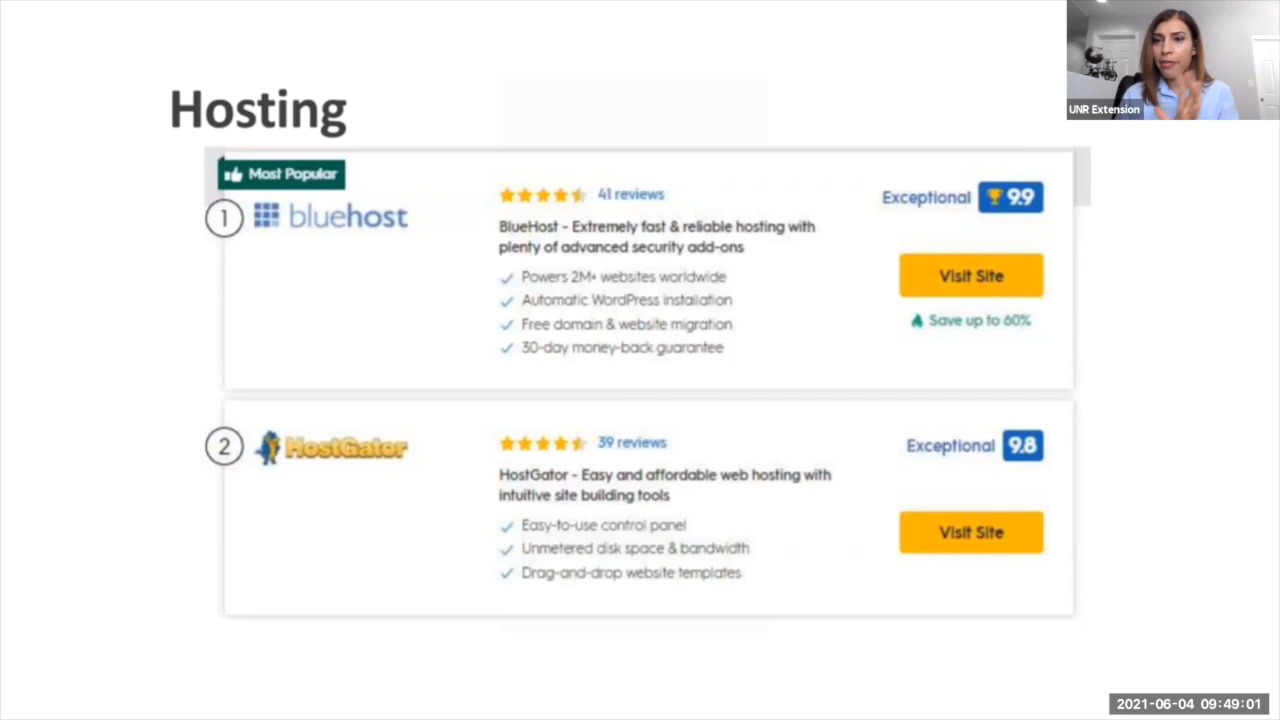 UNR Extension
Hosting
Most Popular
1
bluehost
41 reviews
BlueHost - Extremely fast & reliable hosting with
plenty of advanced security add-ons
Powers 2M+ websites worldwide
Automatic WordPress installation
Free domain & website migration
30-day money-back guarantee
Exceptional 9.9
Visit Site
Save up to 60%
2
HostGator
39 reviews
HostGator - Easy and affordable web hosting with
intuitive site building tools
Easy-to-use control panel
Unmetered disk space & bandwidth
Drag-and-drop website templates
Exceptional 9.8
Visit Site
2021-06-04 09:49:01